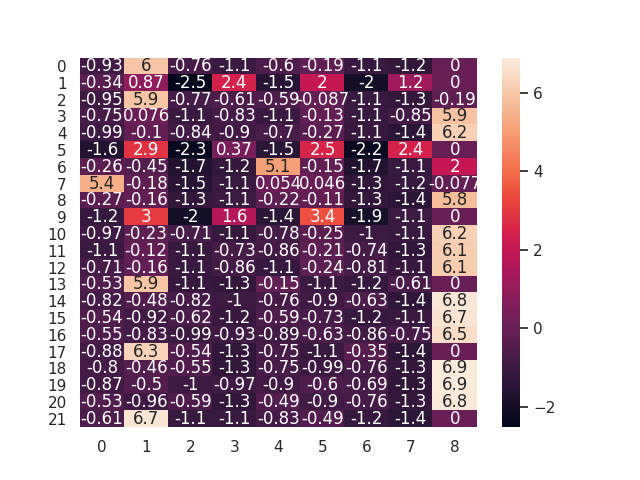 0 -0.93 6 -0.76 -1.1 -0.6 -0.19 -1.1 -1.2 0
1 -0.34 0.87 -2.5 2.4 -1.5 2 -2 1.2 0
2 -0.95 5.9 -0.77 -0.61 -0.59 -0.087 -1.1 -1.3 -0.19
3 -0.75 0.076 -1.1 -0.83 -1.1 -0.13 -1.1 -0.85 5.9
4 -0.99 -0.1 -0.84 -0.9 -0.7 -0.27 -1.1 -1.4 6.2
5 -1.6 2.9 -2.3 0.37 -1.5 2.5 -2.2 2.4 0
6 -0.26 -0.45 -1.7 -1.2 5.1 -0.15 -1.7 -1.1 2
7 5.4 -0.18 -1.5 -1.1 0.054 0.046 -1.3 -1.2 -0.077
8 -0.27 -0.16 -1.3 -1.1 -0.22 -0.11 -1.3 -1.4 5.8
9 -1.2 3 -2 1.6 -1.4 3.4 -1.9 -1.1 0
10 -0.97 -0.23 -0.71 -1.1 -0.78 -0.25 -1 -1.1 6.2
11 -1.1 -0.12 -1.1 -0.73 -0.86 -0.21 -0.74 -1.3 6.1
12 -0.71 -0.16 -1.1 -0.86 -1.1 -0.24 -0.81 -1.1 6.1
13 -0.53 5.9 -1.1 -1.3 -0.15 -1.1 -1.2 -0.61 0
14 -0.82 -0.48 -0.82 -1 -0.76 -0.9 -0.63 -1.4 6.8
15 -0.54 -0.92 -0.62 -1.2 -0.59 -0.73 -1.2 -1.1 6.7
16 -0.55 -0.83 -0.99 -0.93 -0.89 -0.63 -0.86 -0.75 6.5
17 -0.88 6.3 -0.54 -1.3 -0.75 -1.1 -0.35 -1.4 0
18 -0.8 -0.46 -0.55 -1.3 -0.75 -0.99 -0.76 -1.3 6.9
19 -0.87 -0.5 -1 -0.97 -0.9 -0.6 -0.69 -1.3 6.9
20 -0.53 -0.96 -0.59 -1.3 -0.49 -0.9 -0.76 -1.3 6.8
21 -0.61 6.7 -1.1 -1.1 -0.83 -0.49 -1.2 -1.4 0
0 1 2 3 4 5 6 7 8
6
4
2
0
−2